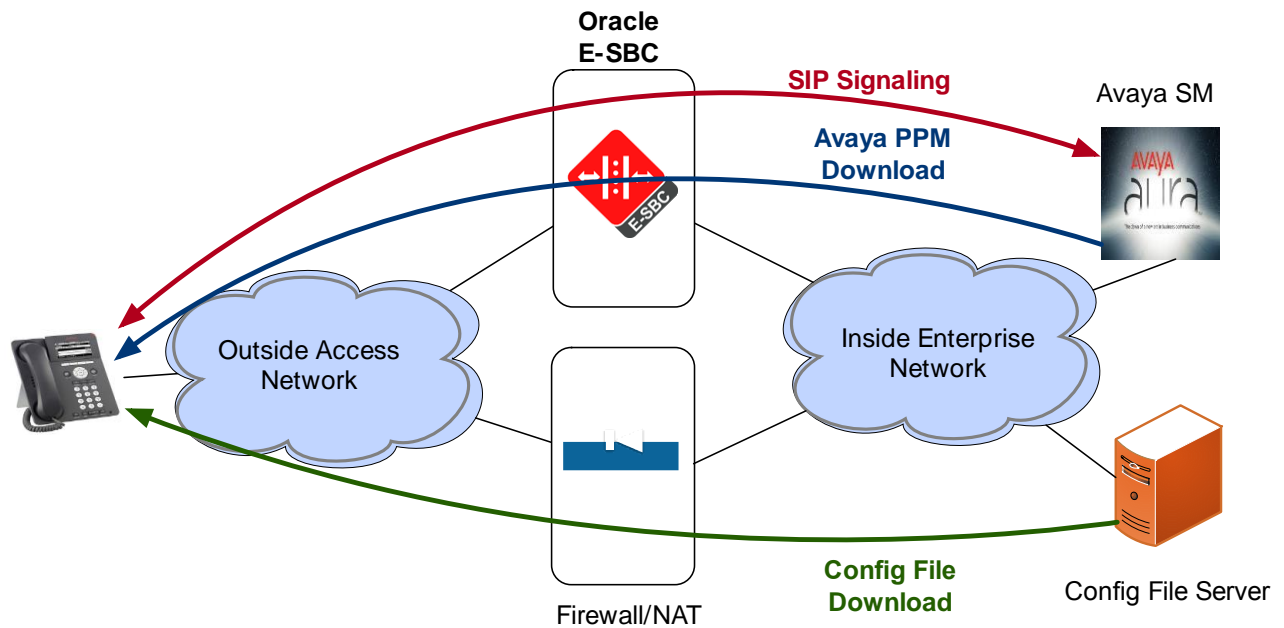 Oracle
E-SBC
SIP Signaling
Avaya SM
Avaya PPM
Download
AVAYA
aura
E-SBC
Outside Access
Network
Inside Enterprise
Network
Config File
Download
Config File Server
Firewall/NAT